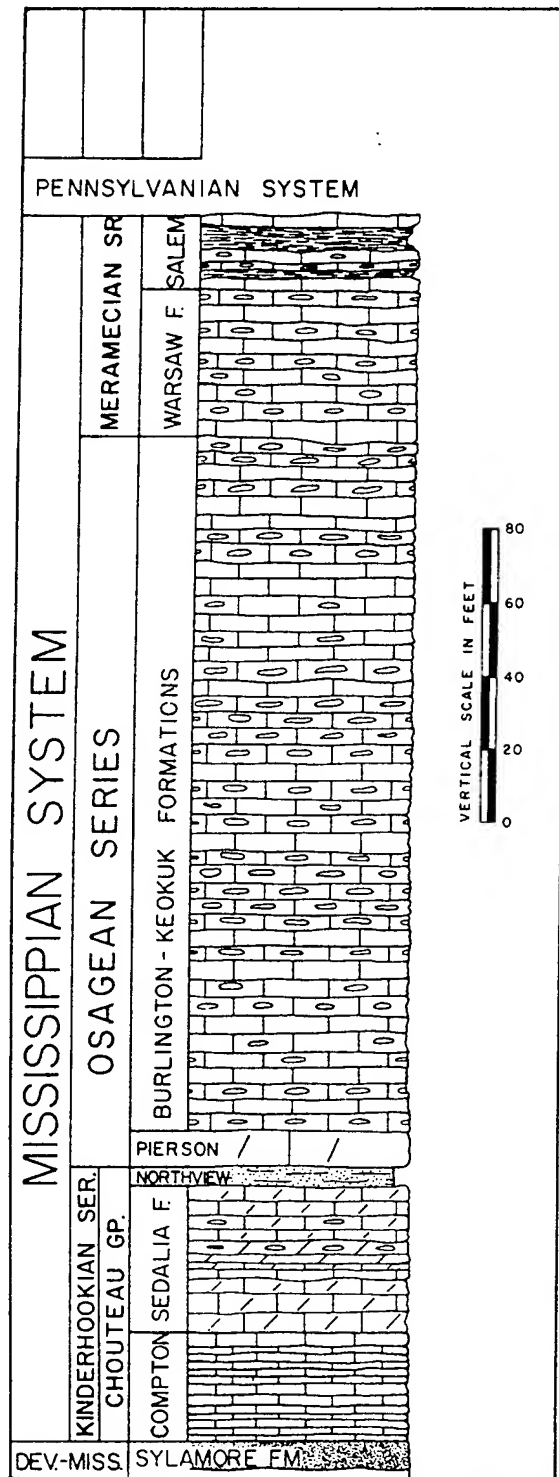 PENNSYLVANIAN SYSTEM
MISSISSIPPIAN SYSTEM
MERAMECIAN SR.
SALEM
WARSAW F.
OSAGEAN SERIES
BURLINGTON-KEOKUK FORMATIONS
PIERSON
KINDERHOOKIAN SER.
CHOUTEAU GP.
NORTHVIEW
SEDALIA F.
COMPTON
DEV.-MISS.
SYLAMORE FM
VERTICAL SCALE IN FEET
80
60
40
20
0